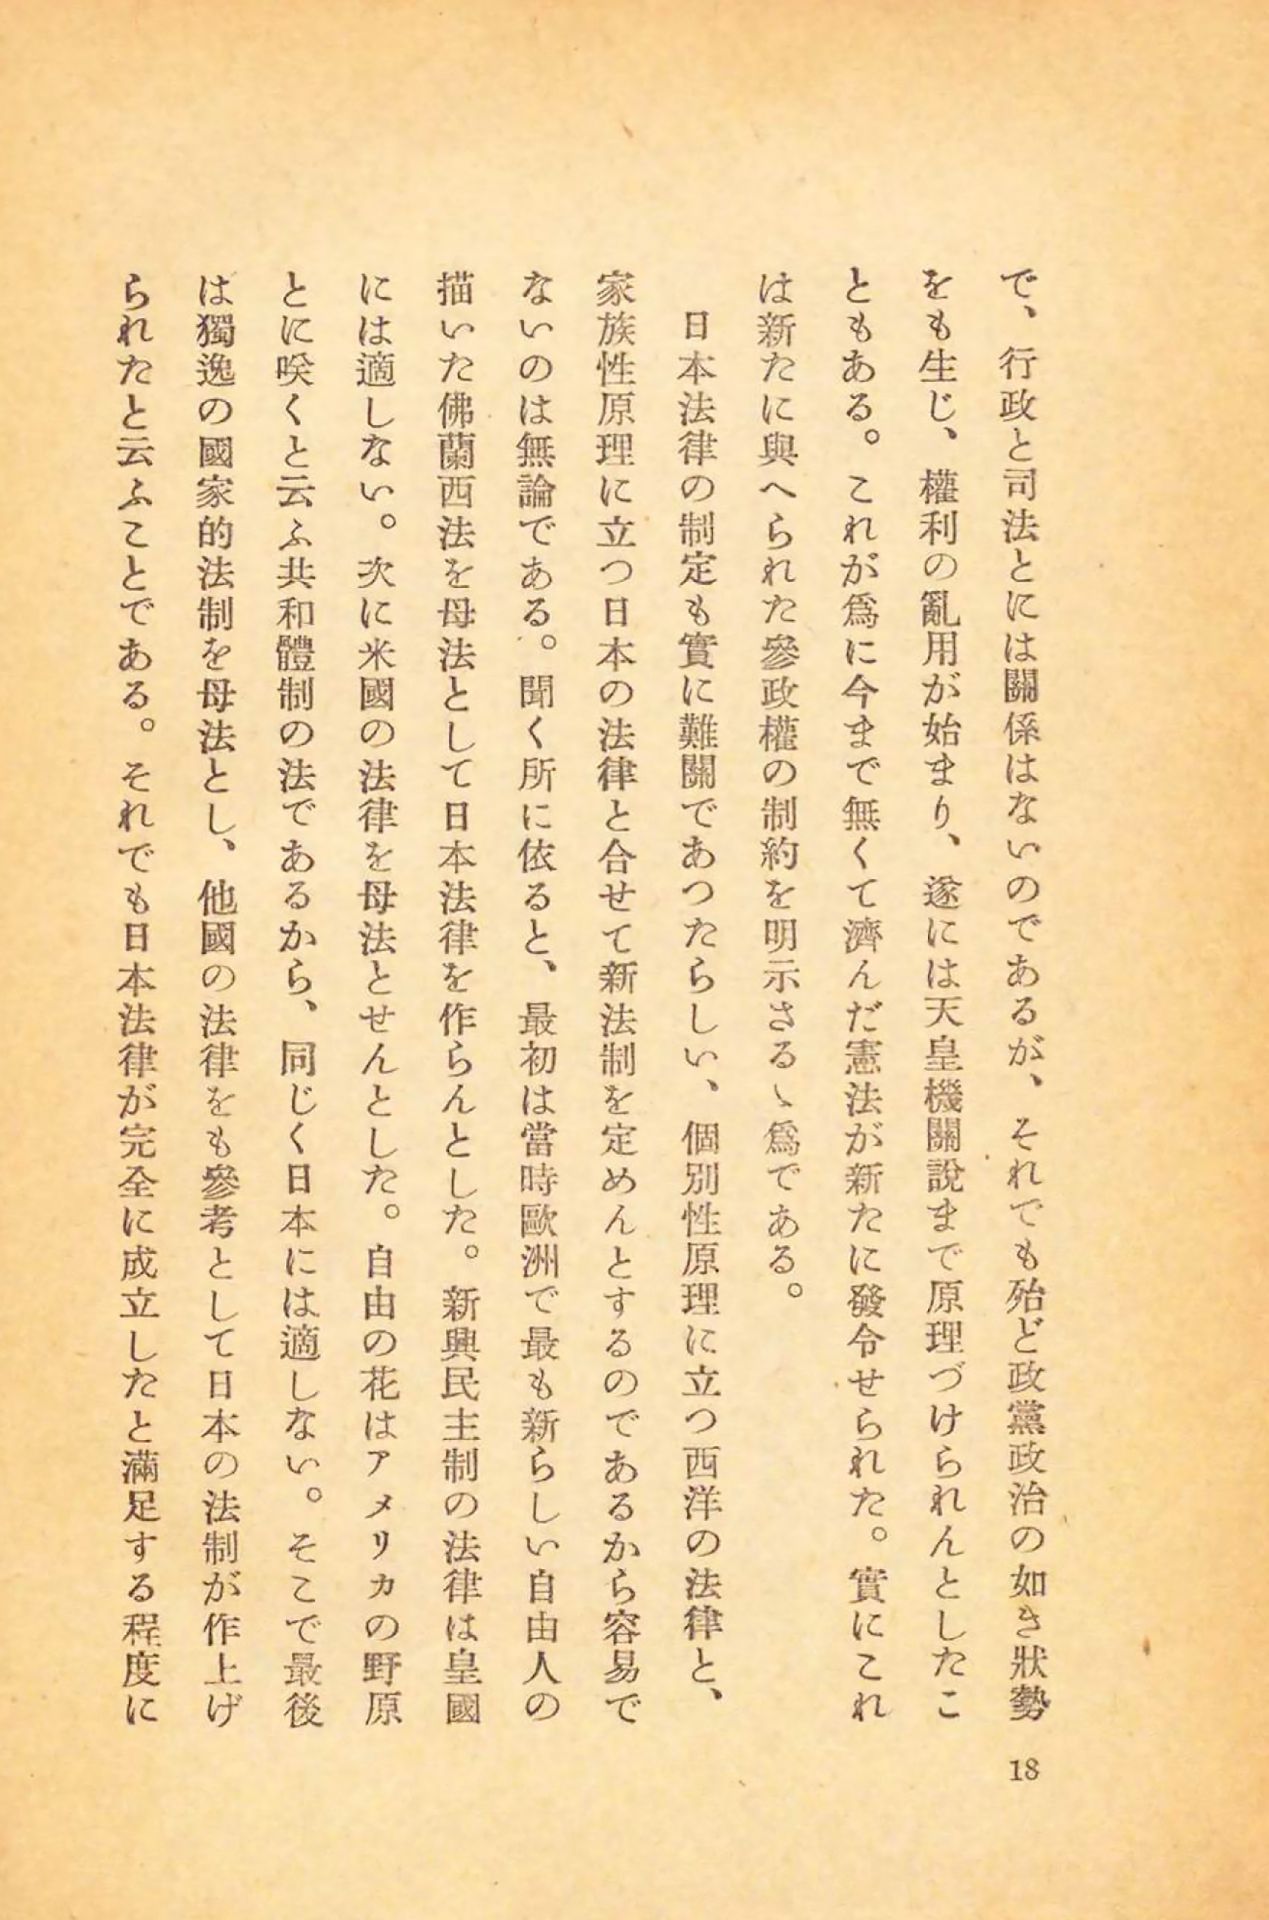 で、行政と司法とには關係はないのであるが、それでも殆ど政黨政治の如き狀勢
をも生じ、權利の亂用が始まり、遂には天皇機關說まで原理づけられんとしたこ
ともある。これが爲に今まで無くて濟んだ憲法が新たに發令せられた。實にこれ
は新たに與へられた參政權の制約を明示さるゝ爲である。
日本法律の制定も實に難關であつたらしい、個別性原理に立つ西洋の法律と、
家族性原理に立つ日本の法律と合せて新法制を定めんとするのであるから容易で
ないのは無論である。聞く所に依ると、最初は當時歐洲で最も新らしい自由人の
描いた佛蘭西法を母法として日本法律を作らんとした。新興民主制の法律は皇國
には適しない。次に米國の法律を母法とせんとした。自由の花はアメリカの野原
とに咲くと云ふ共和體制の法であるから、同じく日本には適しない。そこで最後
は獨逸の國家的法制を母法とし、他國の法律をも參考として日本の法制が作上げ
られたと云ふことである。それでも日本法律が完全に成立したと滿足する程度に
18